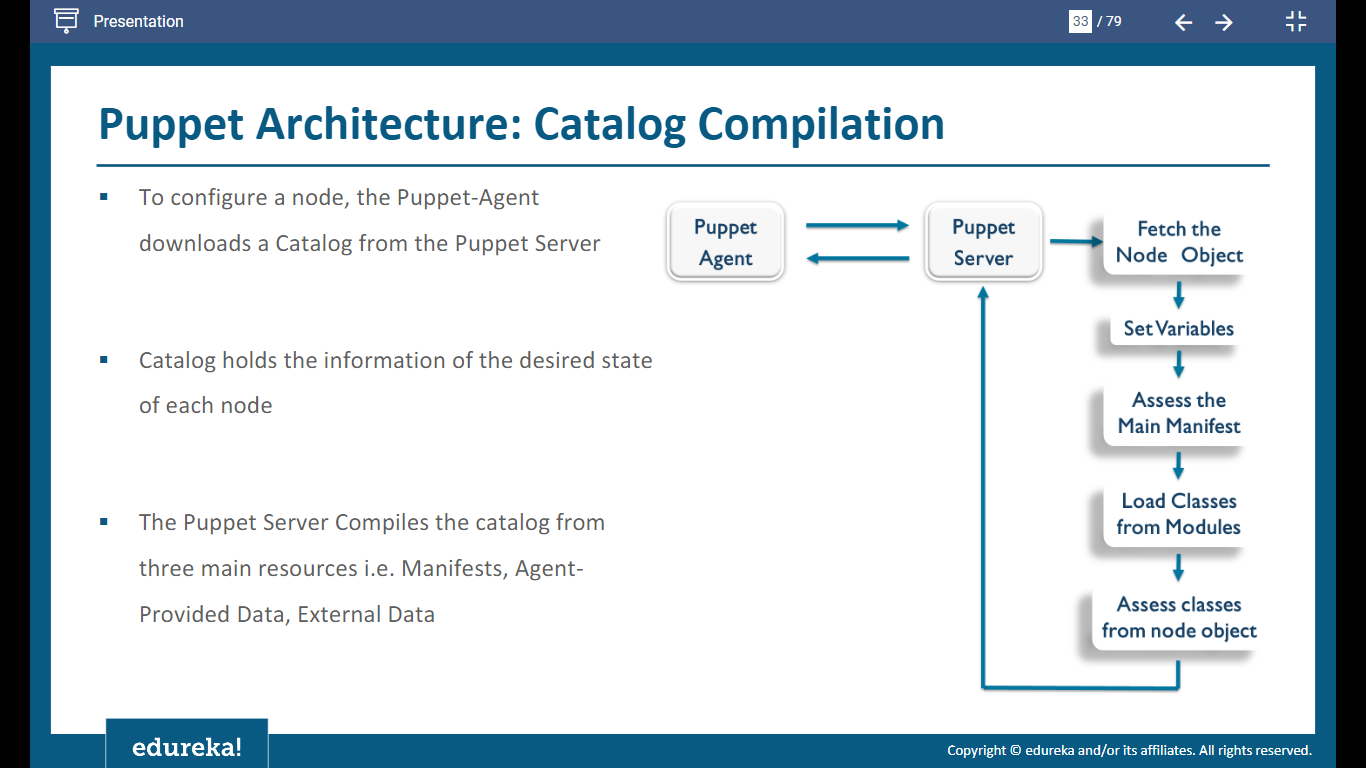 Presentation
33 / 79
Puppet Architecture: Catalog Compilation
To configure a node, the Puppet-Agent
downloads a Catalog from the Puppet Server
Catalog holds the information of the desired state
of each node
The Puppet Server Compiles the catalog from
three main resources i.e. Manifests, Agent-
Provided Data, External Data
Puppet
Agent
Puppet
Server
Fetch the
Node Object
Set Variables
Assess the
Main Manifest
Load Classes
from Modules
Assess classes
from node object
edureka!
Copyright © edureka and/or its affiliates. All rights reserved.